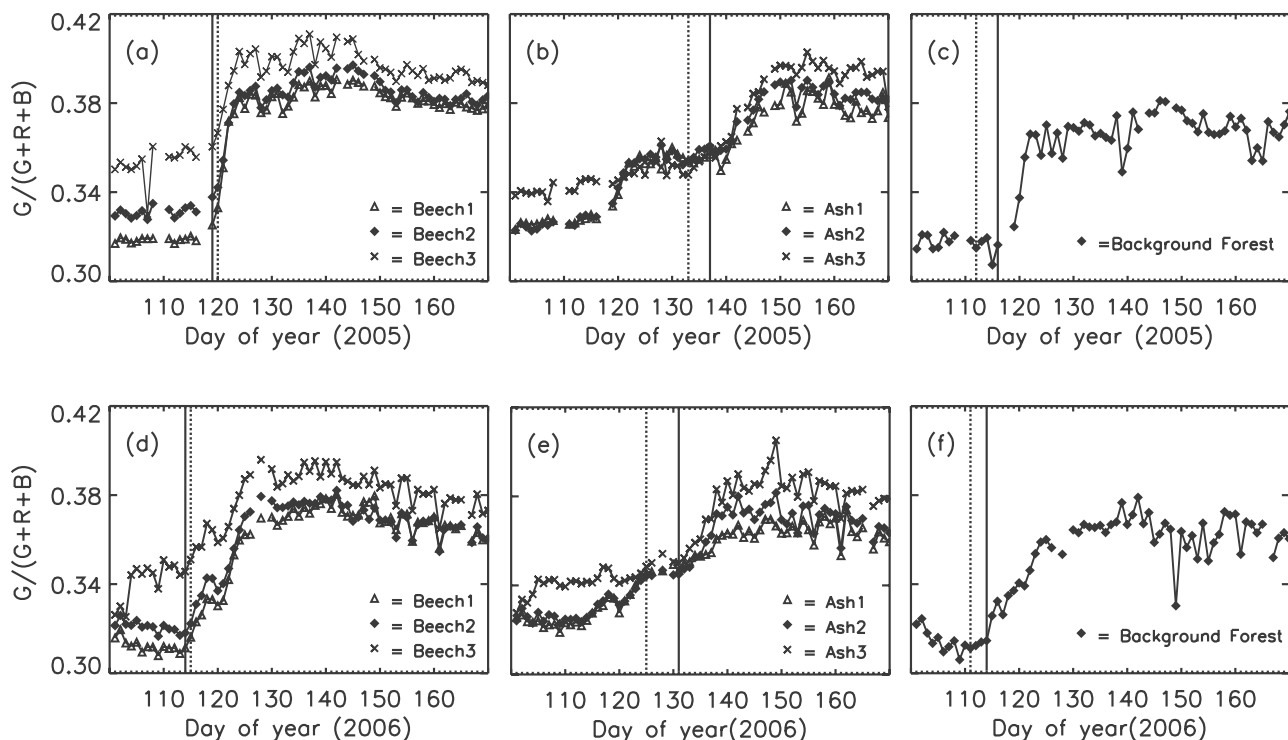 0.42
(a)
(b)
(c)
0.38
G/(G+R+B)
0.34
△ = Beech1
◆ = Beech2
× = Beech3
△ = Ash1
◆ = Ash2
× = Ash3
◆ =Background Forest
0.30
110 120 130 140 150 160
110 120 130 140 150 160
110 120 130 140 150 160
Day of year (2005)
Day of year (2005)
Day of year (2005)
0.42
(d)
(e)
(f)
0.38
G/(G+R+B)
0.34
△ = Beech1
◆ = Beech2
× = Beech3
△ = Ash1
◆ = Ash2
× = Ash3
◆ = Background Forest
0.30
110 120 130 140 150 160
110 120 130 140 150 160
110 120 130 140 150 160
Day of year (2006)
Day of year(2006)
Day of year(2006)